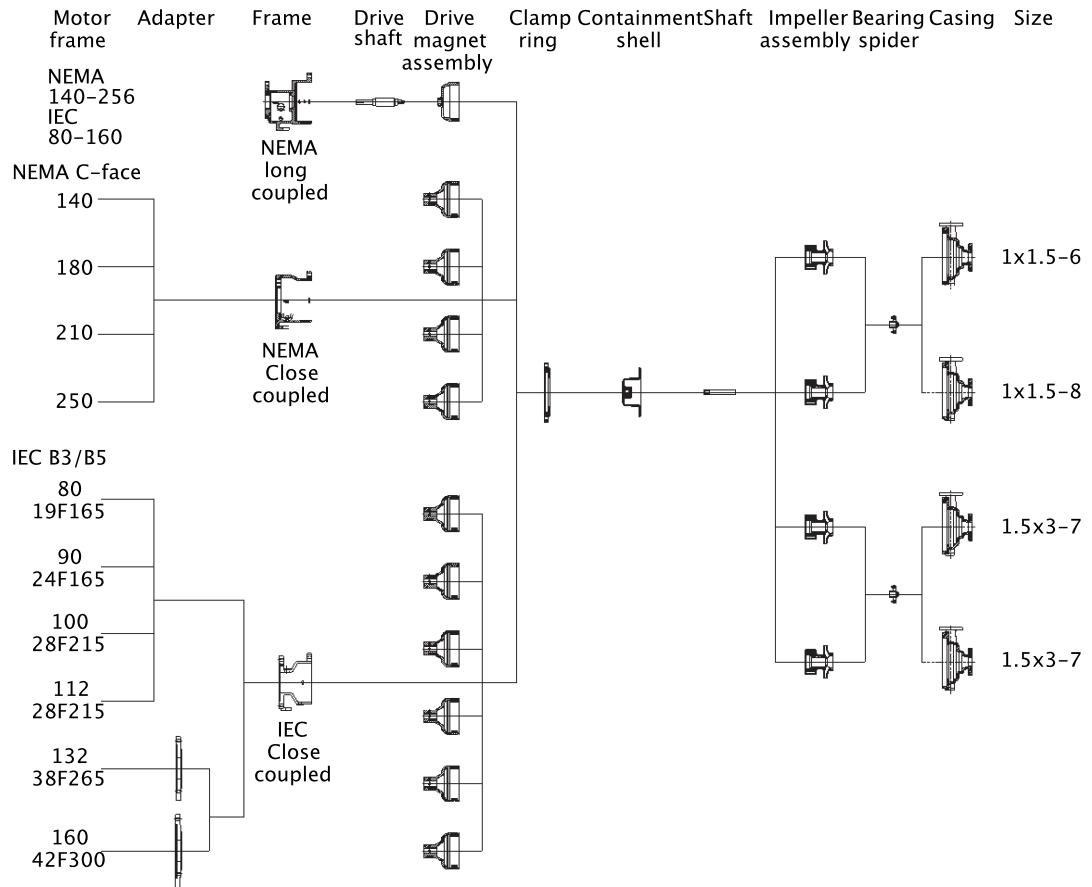 Motor frame
Adapter
Frame
Drive shaft
Drive magnet assembly
Clamp ring
Containment shell
Shaft
Impeller assembly
Bearing spider
Casing
Size
NEMA
140-256
IEC
80-160
NEMA
long
coupled
NEMA C-face
140
180
210
250
NEMA
Close
coupled
1x1.5-6
1x1.5-8
IEC B3/B5
80
19F165
90
24F165
100
28F215
112
28F215
132
38F265
160
42F300
IEC
Close
coupled
1.5x3-7
1.5x3-7